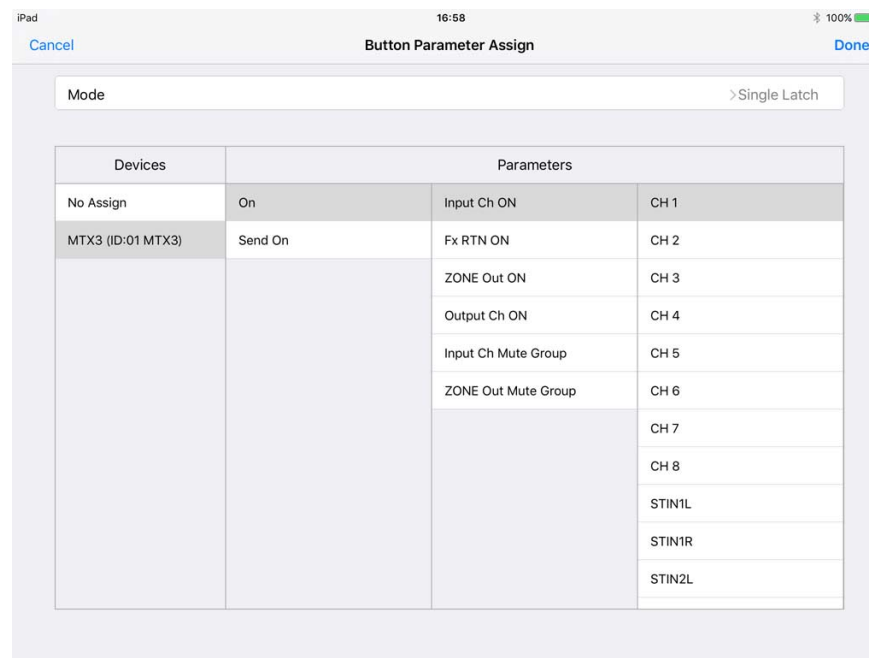 iPad 16:58 100%
Cancel Button Parameter Assign Done
Mode >Single Latch
Devices Parameters
No Assign On Input Ch ON CH 1
MTX3 (ID:01 MTX3) Send On Fx RTN ON CH 2
ZONE Out ON CH 3
Output Ch ON CH 4
Input Ch Mute Group CH 5
ZONE Out Mute Group CH 6
CH 7
CH 8
STIN1L
STIN1R
STIN2L